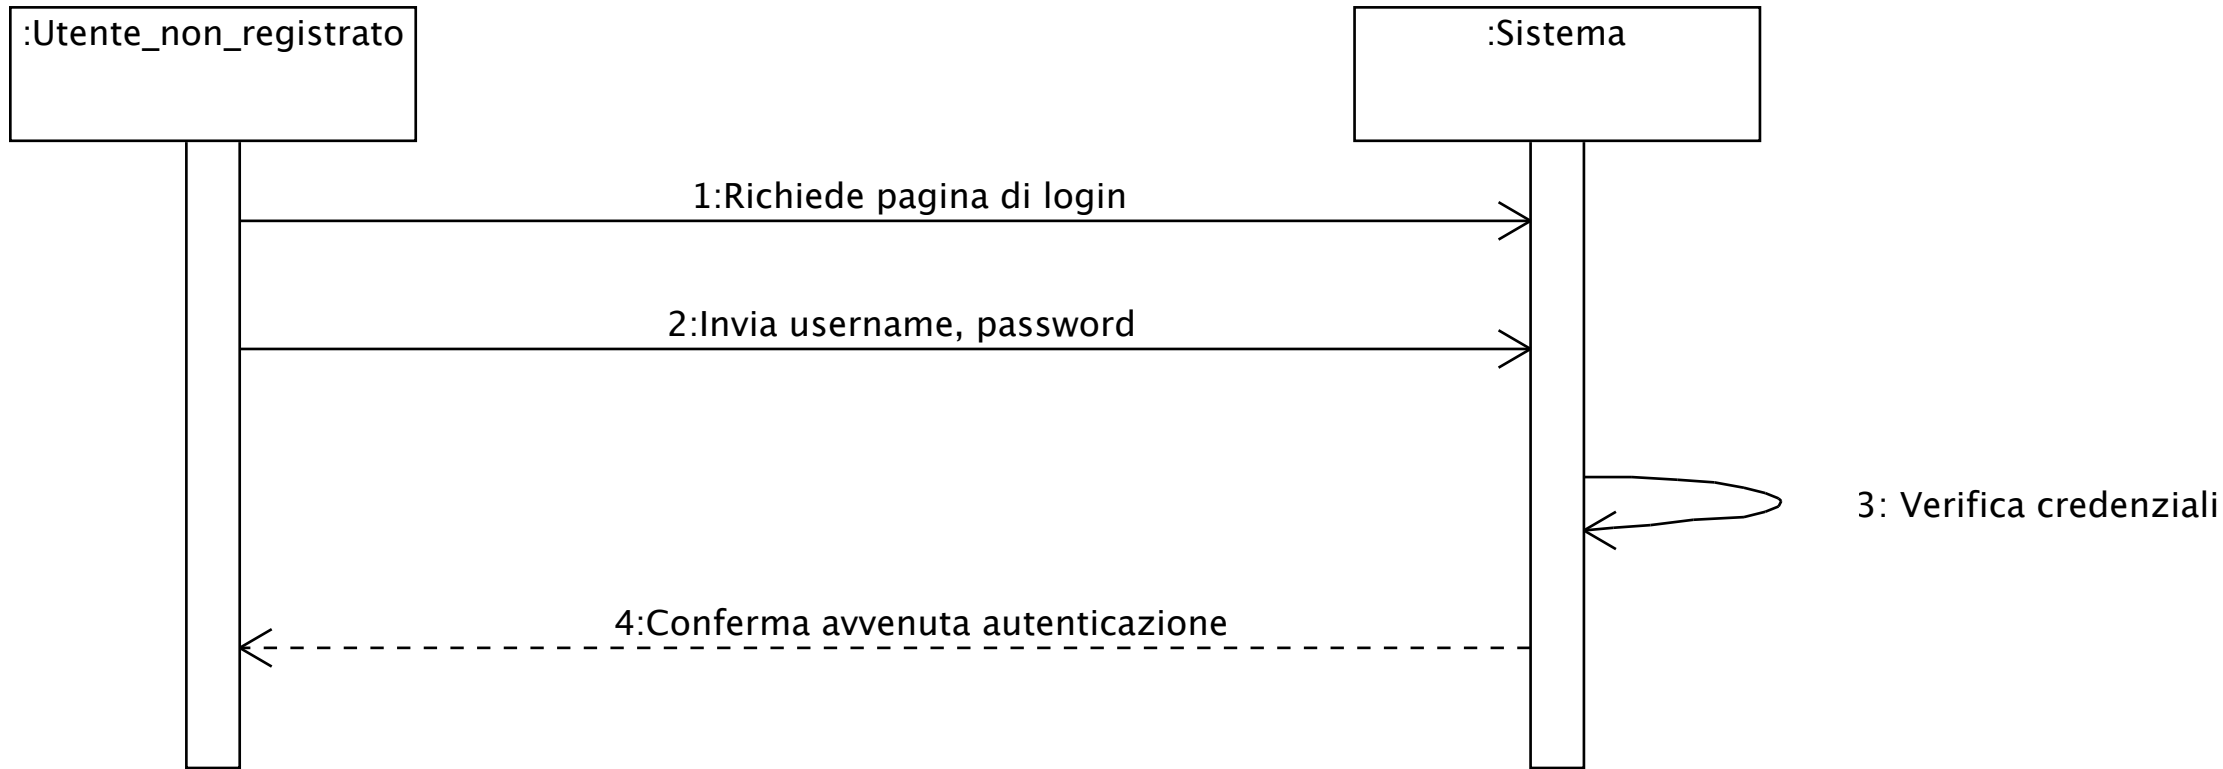 :Utente_non_registrato
:Sistema
1:Richiede pagina di login
2:Invia username, password
3: Verifica credenziali
4:Conferma avvenuta autenticazione